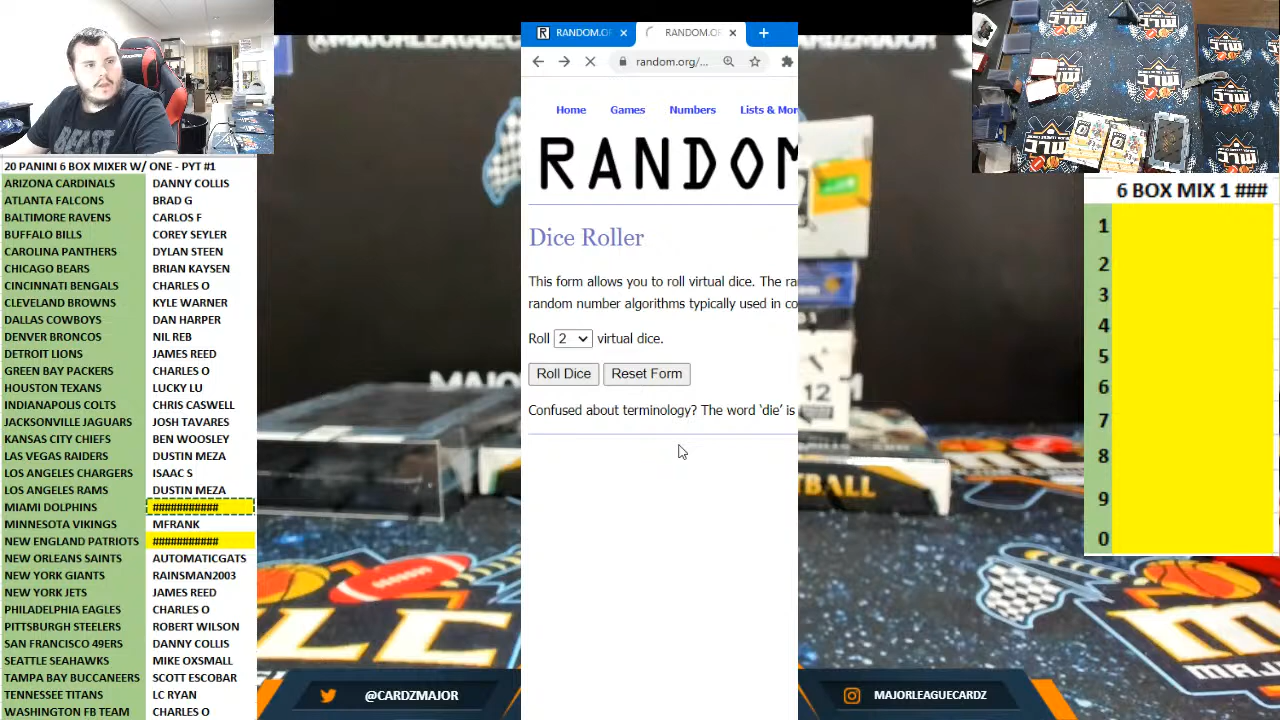 20 PANINI 6 BOX MIXER W/ ONE - PYT #1
ARIZONA CARDINALS DANNY COLLIS
ATLANTA FALCONS BRAD G
BALTIMORE RAVENS CARLOS F
BUFFALO BILLS COREY SEYLER
CAROLINA PANTHERS DYLAN STEEN
CHICAGO BEARS BRIAN KAYSEN
CINCINNATI BENGALS CHARLES O
CLEVELAND BROWNS KYLE WARNER
DALLAS COWBOYS DAN HARPER
DENVER BRONCOS NIL REB
DETROIT LIONS JAMES REED
GREEN BAY PACKERS CHARLES O
HOUSTON TEXANS LUCKY LU
INDIANAPOLIS COLTS CHRIS CASWELL
JACKSONVILLE JAGUARS JOSH TAVARES
KANSAS CITY CHIEFS BEN WOOSLEY
LAS VEGAS RAIDERS DUSTIN MEZA
LOS ANGELES CHARGERS ISAAC S
LOS ANGELES RAMS DUSTIN MEZA
MIAMI DOLPHINS ###########
MINNESOTA VIKINGS MFRANK
NEW ENGLAND PATRIOTS ###########
NEW ORLEANS SAINTS AUTOMATICGATS
NEW YORK GIANTS RAINSMAN2003
NEW YORK JETS JAMES REED
PHILADELPHIA EAGLES CHARLES O
PITTSBURGH STEELERS ROBERT WILSON
SAN FRANCISCO 49ERS DANNY COLLIS
SEATTLE SEAHAWKS MIKE OXSMALL
TAMPA BAY BUCCANEERS SCOTT ESCOBAR
TENNESSEE TITANS LC RYAN
WASHINGTON FB TEAM CHARLES O
@MAJORLEAGUEC
RANDOM.OR RANDOM.OR
random.org/...
Home Games Numbers Lists & Mor
RANDOM
Dice Roller
This form allows you to roll virtual dice. The ra
random number algorithms typically used in co
Roll 2 virtual dice.
Roll Dice Reset Form
Confused about terminology? The word 'die' is
MAJOR
12
TBALL
@CARDZMAJOR
MAJORLEAGUECARDZ
6 BOX MIX 1 ###
1
2
3
4
5
6
7
8
9
0